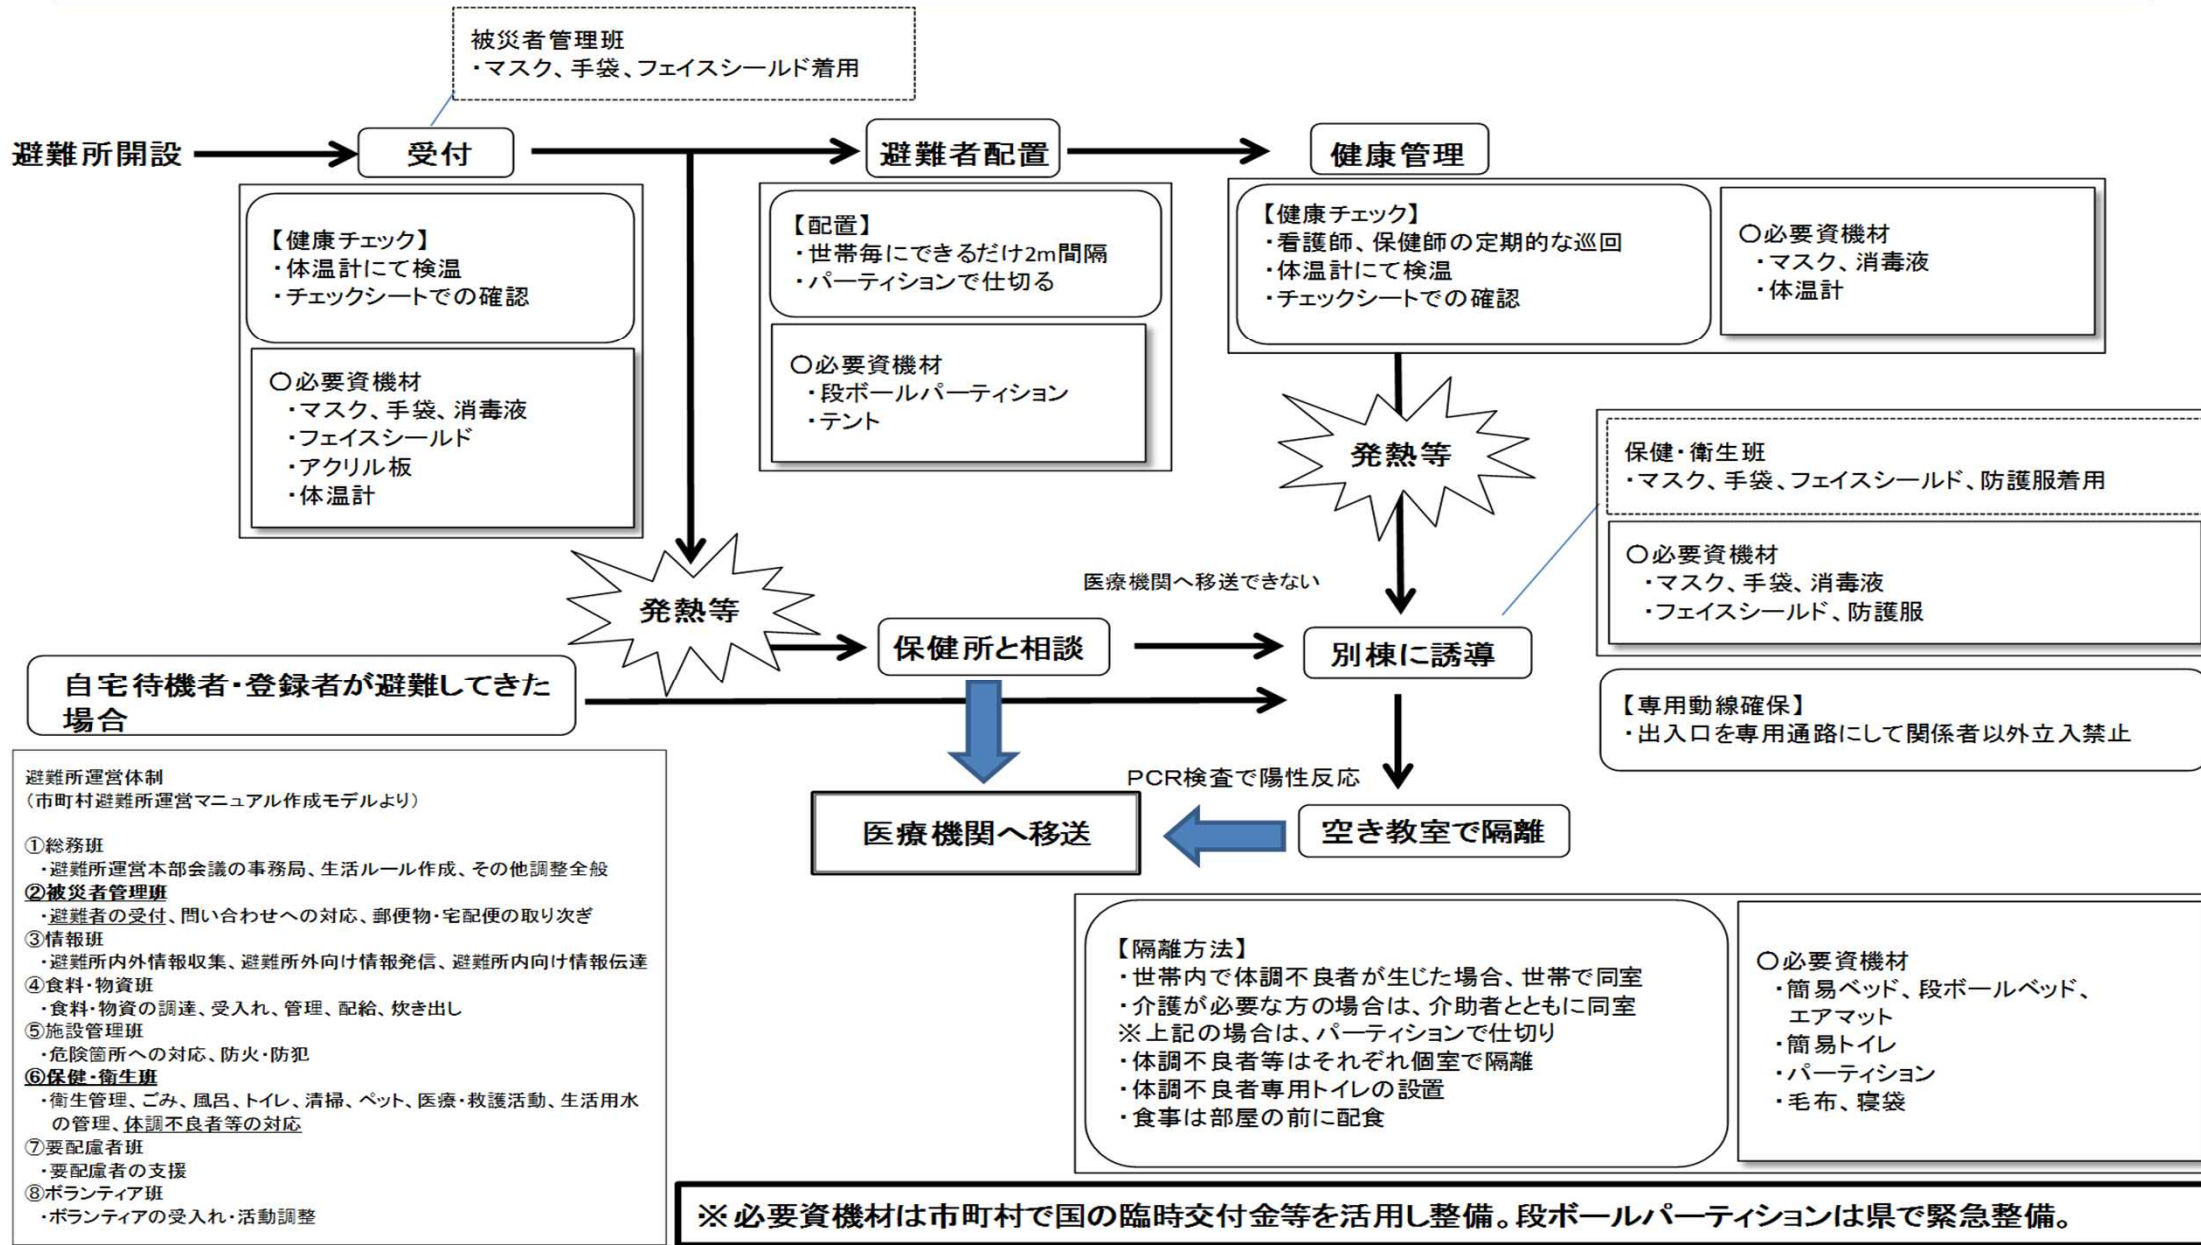 被災者管理班
・マスク、手袋、フェイスシールド着用
避難所開設
受付
避難者配置
健康管理
【健康チェック】
・体温計にて検温
・チェックシートでの確認
〇必要資機材
・マスク、手袋、消毒液
・フェイスシールド
・アクリル板
・体温計
【配置】
・世帯毎にできるだけ2m間隔
・パーティションで仕切る
〇必要資機材
・段ボールパーティション
・テント
【健康チェック】
・看護師、保健師の定期的な巡回
・体温計にて検温
・チェックシートでの確認
〇必要資機材
・マスク、消毒液
・体温計
発熱等
発熱等
保健・衛生班
・マスク、手袋、フェイスシールド、防護服着用
〇必要資機材
・マスク、手袋、消毒液
・フェイスシールド、防護服
医療機関へ移送できない
保健所と相談
別棟に誘導
自宅待機者・登録者が避難してきた
場合
【専用動線確保】
・出入口を専用通路にして関係者以外立入禁止
PCR検査で陽性反応
医療機関へ移送
空き教室で隔離
避難所運営体制
（市町村避難所運営マニュアル作成モデルより）
①総務班
・避難所運営本部会議の事務局、生活ルール作成、その他調整全般
②被災者管理班
・避難者の受付、問い合わせへの対応、郵便物・宅配便の取り次ぎ
③情報班
・避難所内外情報収集、避難所外向け情報発信、避難所内向け情報伝達
④食料・物資班
・食料・物資の調達、受入れ、管理、配給、炊き出し
⑤施設管理班
・危険箇所への対応、防火・防犯
⑥保健・衛生班
・衛生管理、ごみ、風呂、トイレ、清掃、ペット、医療・救護活動、生活用水
の管理、体調不良者等の対応
⑦要配慮者班
・要配慮者の支援
⑧ボランティア班
・ボランティアの受入れ・活動調整
【隔離方法】
・世帯内で体調不良者が生じた場合、世帯で同室
・介護が必要な方の場合は、介助者とともに同室
※上記の場合は、パーティションで仕切り
・体調不良者等はそれぞれ個室で隔離
・体調不良者専用トイレの設置
・食事は部屋の前に配食
〇必要資機材
・簡易ベッド、段ボールベッド、
エアマット
・簡易トイレ
・パーティション
・毛布、寝袋
※必要資機材は市町村で国の臨時交付金等を活用し整備。段ボールパーティションは県で緊急整備。